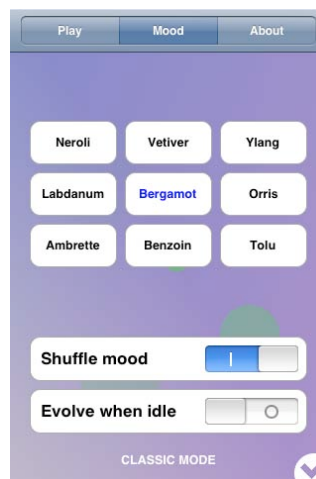 Play Mood About
Neroli Vetiver Ylang
Labdanum Bergamot Orris
Ambrette Benzoin Tolu
Shuffle mood
Evolve when idle
CLASSIC MODE